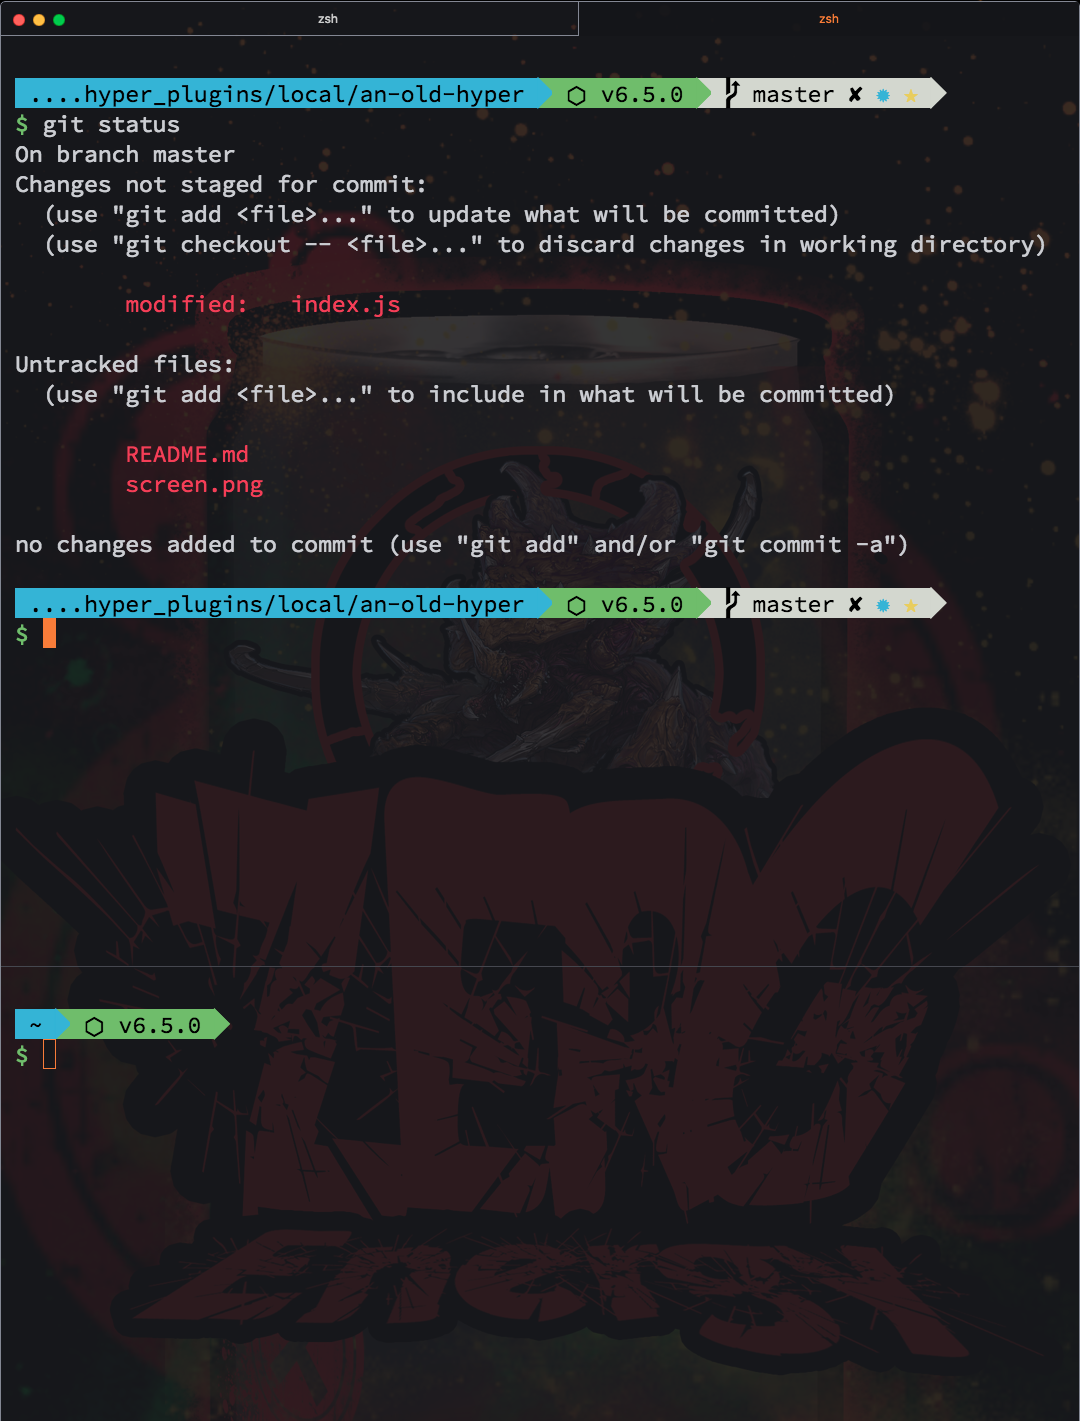 zsh
zsh
....hyper_plugins/local/an-old-hyper ⬡ v6.5.0 master ✘ ✹ ★
$ git status
On branch master
Changes not staged for commit:
  (use "git add <file>..." to update what will be committed)
  (use "git checkout -- <file>..." to discard changes in working directory)
        modified:   index.js
Untracked files:
  (use "git add <file>..." to include in what will be committed)
        README.md
        screen.png
no changes added to commit (use "git add" and/or "git commit -a")
....hyper_plugins/local/an-old-hyper ⬡ v6.5.0 master ✘ ✹ ★
$
~ ⬡ v6.5.0
$
ZERG
Energy